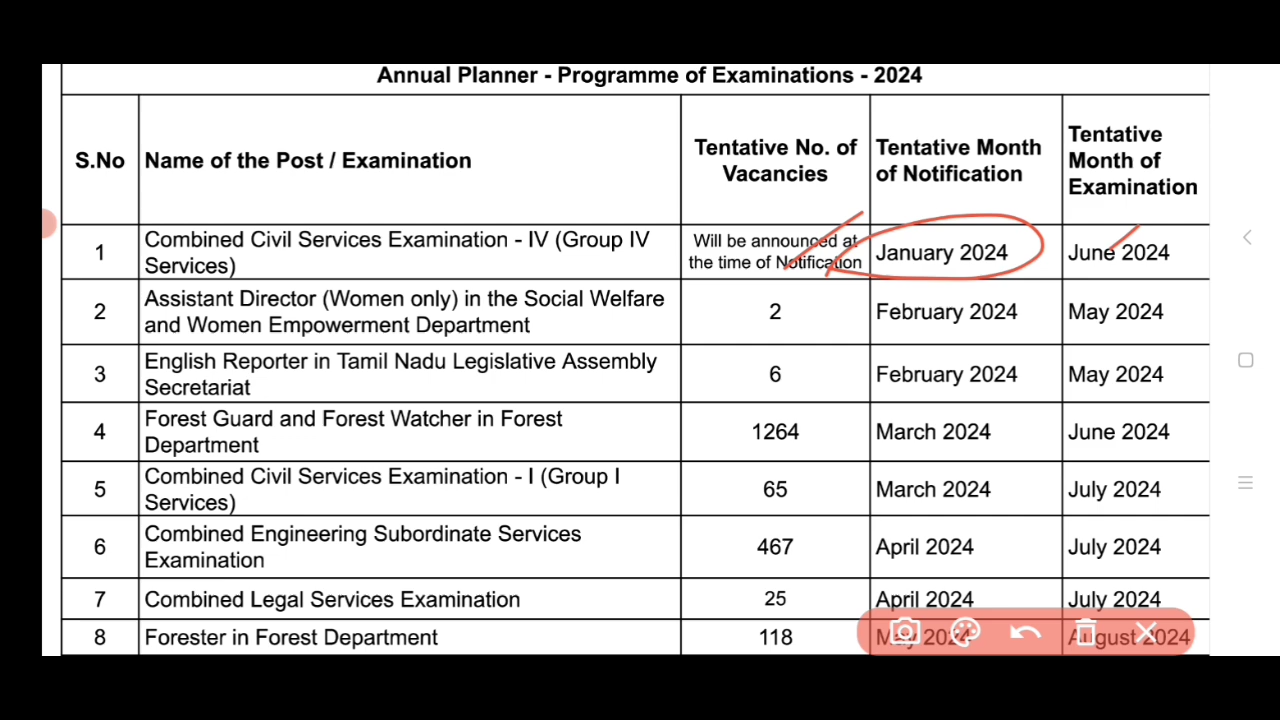 Annual Planner - Programme of Examinations - 2024
S.No Name of the Post / Examination Tentative No. of Vacancies Tentative Month of Notification Tentative Month of Examination
1 Combined Civil Services Examination - IV (Group IV Services) Will be announced at the time of Notification January 2024 June 2024
2 Assistant Director (Women only) in the Social Welfare and Women Empowerment Department 2 February 2024 May 2024
3 English Reporter in Tamil Nadu Legislative Assembly Secretariat 6 February 2024 May 2024
4 Forest Guard and Forest Watcher in Forest Department 1264 March 2024 June 2024
5 Combined Civil Services Examination - I (Group I Services) 65 March 2024 July 2024
6 Combined Engineering Subordinate Services Examination 467 April 2024 July 2024
7 Combined Legal Services Examination 25 April 2024 July 2024
8 Forester in Forest Department 118 May 2024 August 2024